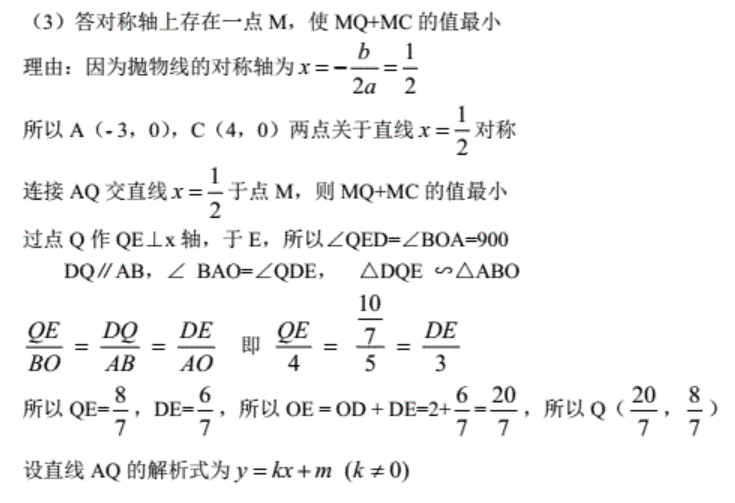 （3）答对称轴上存在一点 M，使 MQ+MC 的值最小
理由：因为抛物线的对称轴为 x = -b/2a = 1/2
所以 A（- 3，0），C（4，0）两点关于直线 x = 1/2 对称
连接 AQ 交直线 x = 1/2 于点 M，则 MQ+MC 的值最小
过点 Q 作 QE⊥x 轴，于 E，所以∠QED=∠BOA=900
DQ∥AB，∠ BAO=∠QDE， △DQE ∽△ABO
QE/BO = DQ/AB = DE/AO 即 QE/4 = (10/7)/5 = DE/3
所以 QE=8/7，DE=6/7，所以 OE = OD + DE=2+6/7=20/7，所以 Q（20/7，8/7）
设直线 AQ 的解析式为 y = kx + m (k ≠ 0)